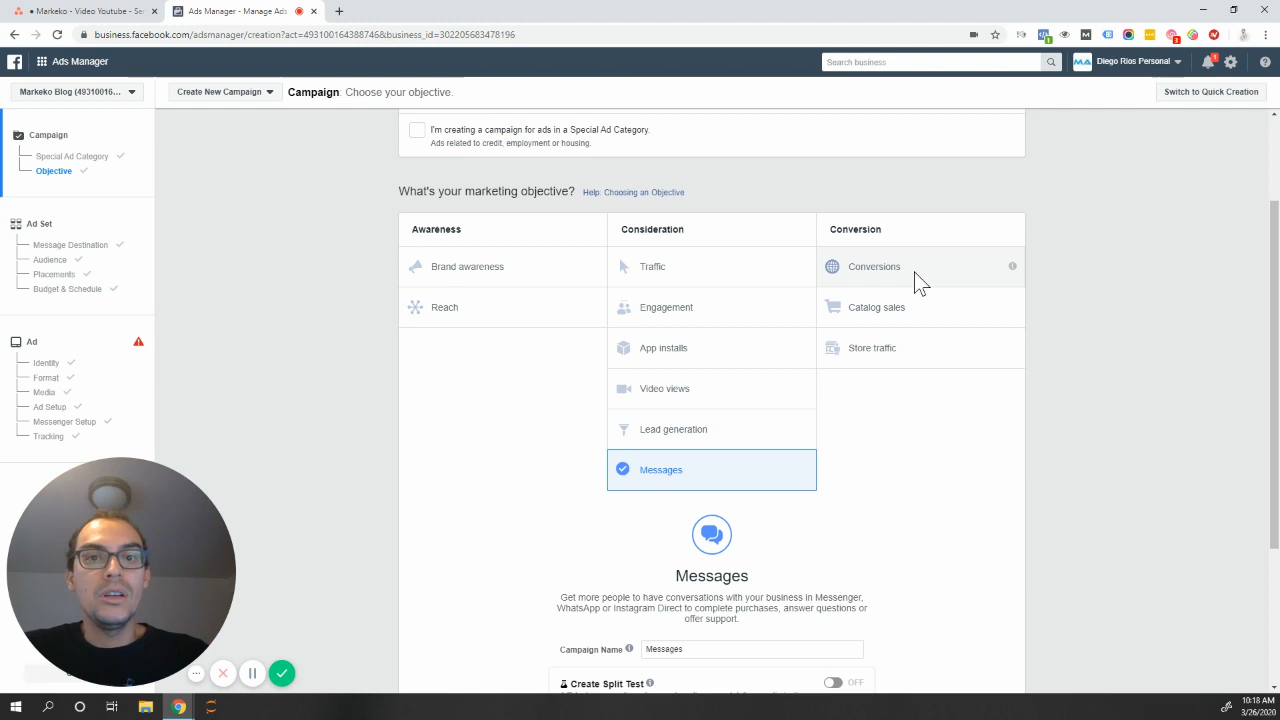 Markeko - Video Youtube - Ser
Ads Manager - Manage Ads
business.facebook.com/adsmanager/creation?act=493100164388746&business_id=302205683478196
Ads Manager
Search business
Diego Rios Personal
Markeko Blog (49310016...
Create New Campaign
Campaign: Choose your objective.
Switch to Quick Creation
Campaign
Special Ad Category
Objective
Ad Set
Message Destination
Audience
Placements
Budget & Schedule
Ad
Identity
Format
Media
Ad Setup
Messenger Setup
Tracking
I'm creating a campaign for ads in a Special Ad Category.
Ads related to credit, employment or housing.
What's your marketing objective? Help: Choosing an Objective
Awareness
Consideration
Conversion
Brand awareness
Traffic
Conversions
Reach
Engagement
Catalog sales
App installs
Store traffic
Video views
Lead generation
Messages
Messages
Get more people to have conversations with your business in Messenger,
WhatsApp or Instagram Direct to complete purchases, answer questions or
offer support.
Campaign Name
Messages
Create Split Test
OFF
10:18 AM
3/26/2020